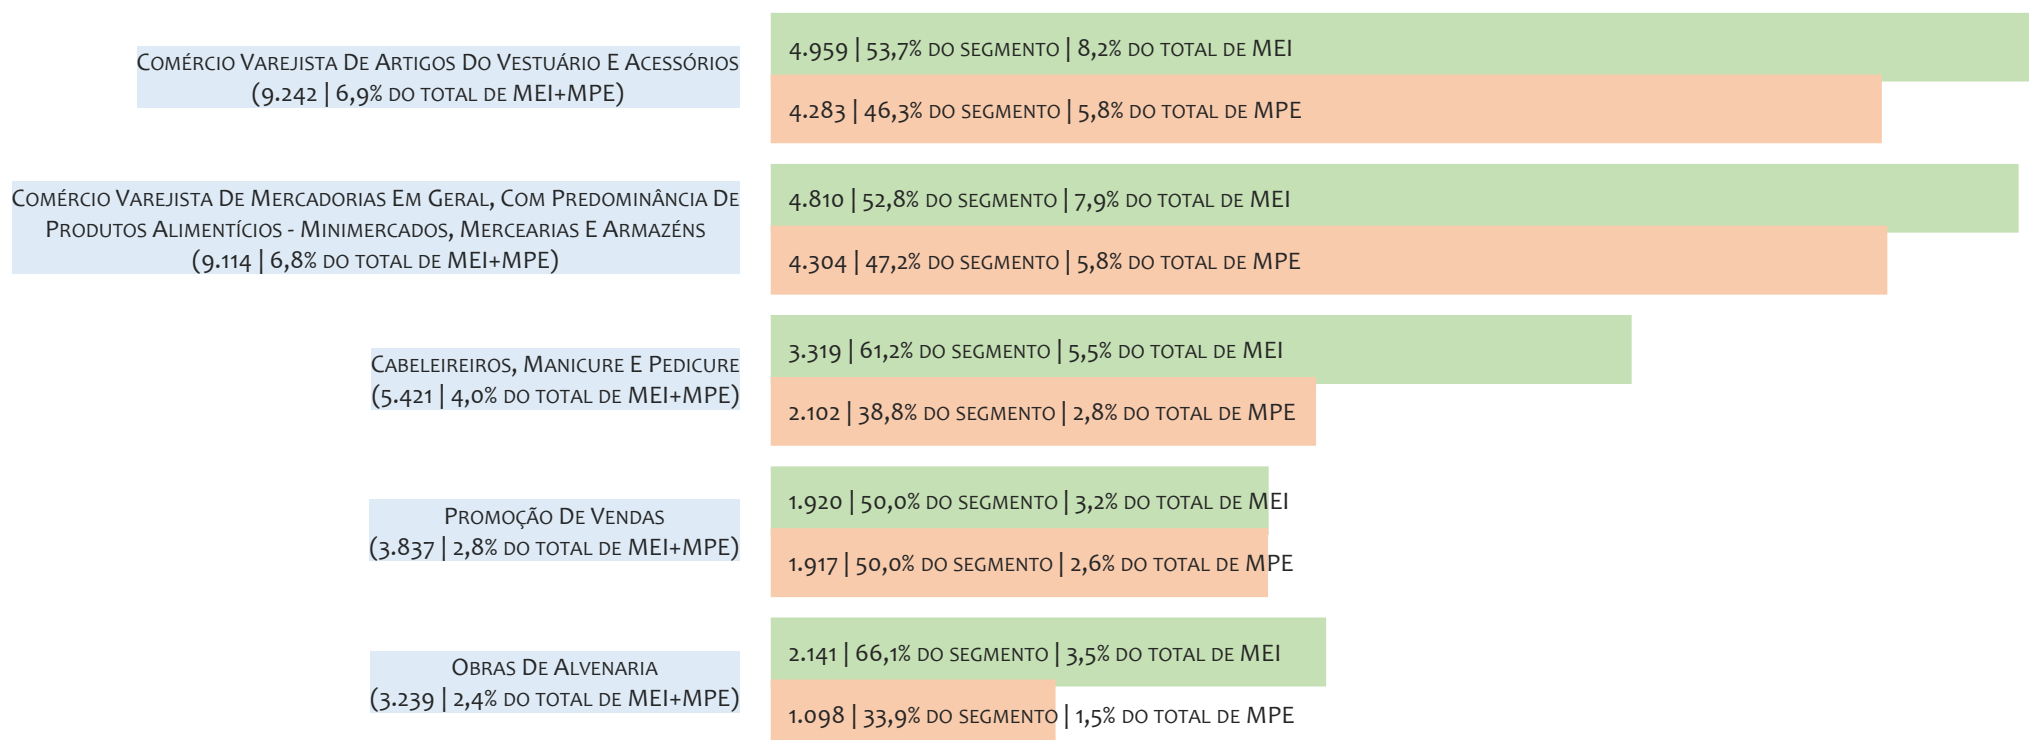 Comércio Varejista De Artigos Do Vestuário E Acessórios
(9.242 | 6,9% do total de MEI+MPE)
4.959 | 53,7% do segmento | 8,2% do total de MEI
4.283 | 46,3% do segmento | 5,8% do total de MPE
Comércio Varejista De Mercadorias Em Geral, Com Predominância De
Produtos Alimentícios - Minimercados, Mercearias E Armazéns
(9.114 | 6,8% do total de MEI+MPE)
4.810 | 52,8% do segmento | 7,9% do total de MEI
4.304 | 47,2% do segmento | 5,8% do total de MPE
Cabeleireiros, Manicure E Pedicure
(5.421 | 4,0% do total de MEI+MPE)
3.319 | 61,2% do segmento | 5,5% do total de MEI
2.102 | 38,8% do segmento | 2,8% do total de MPE
Promoção De Vendas
(3.837 | 2,8% do total de MEI+MPE)
1.920 | 50,0% do segmento | 3,2% do total de MEI
1.917 | 50,0% do segmento | 2,6% do total de MPE
Obras De Alvenaria
(3.239 | 2,4% do total de MEI+MPE)
2.141 | 66,1% do segmento | 3,5% do total de MEI
1.098 | 33,9% do segmento | 1,5% do total de MPE